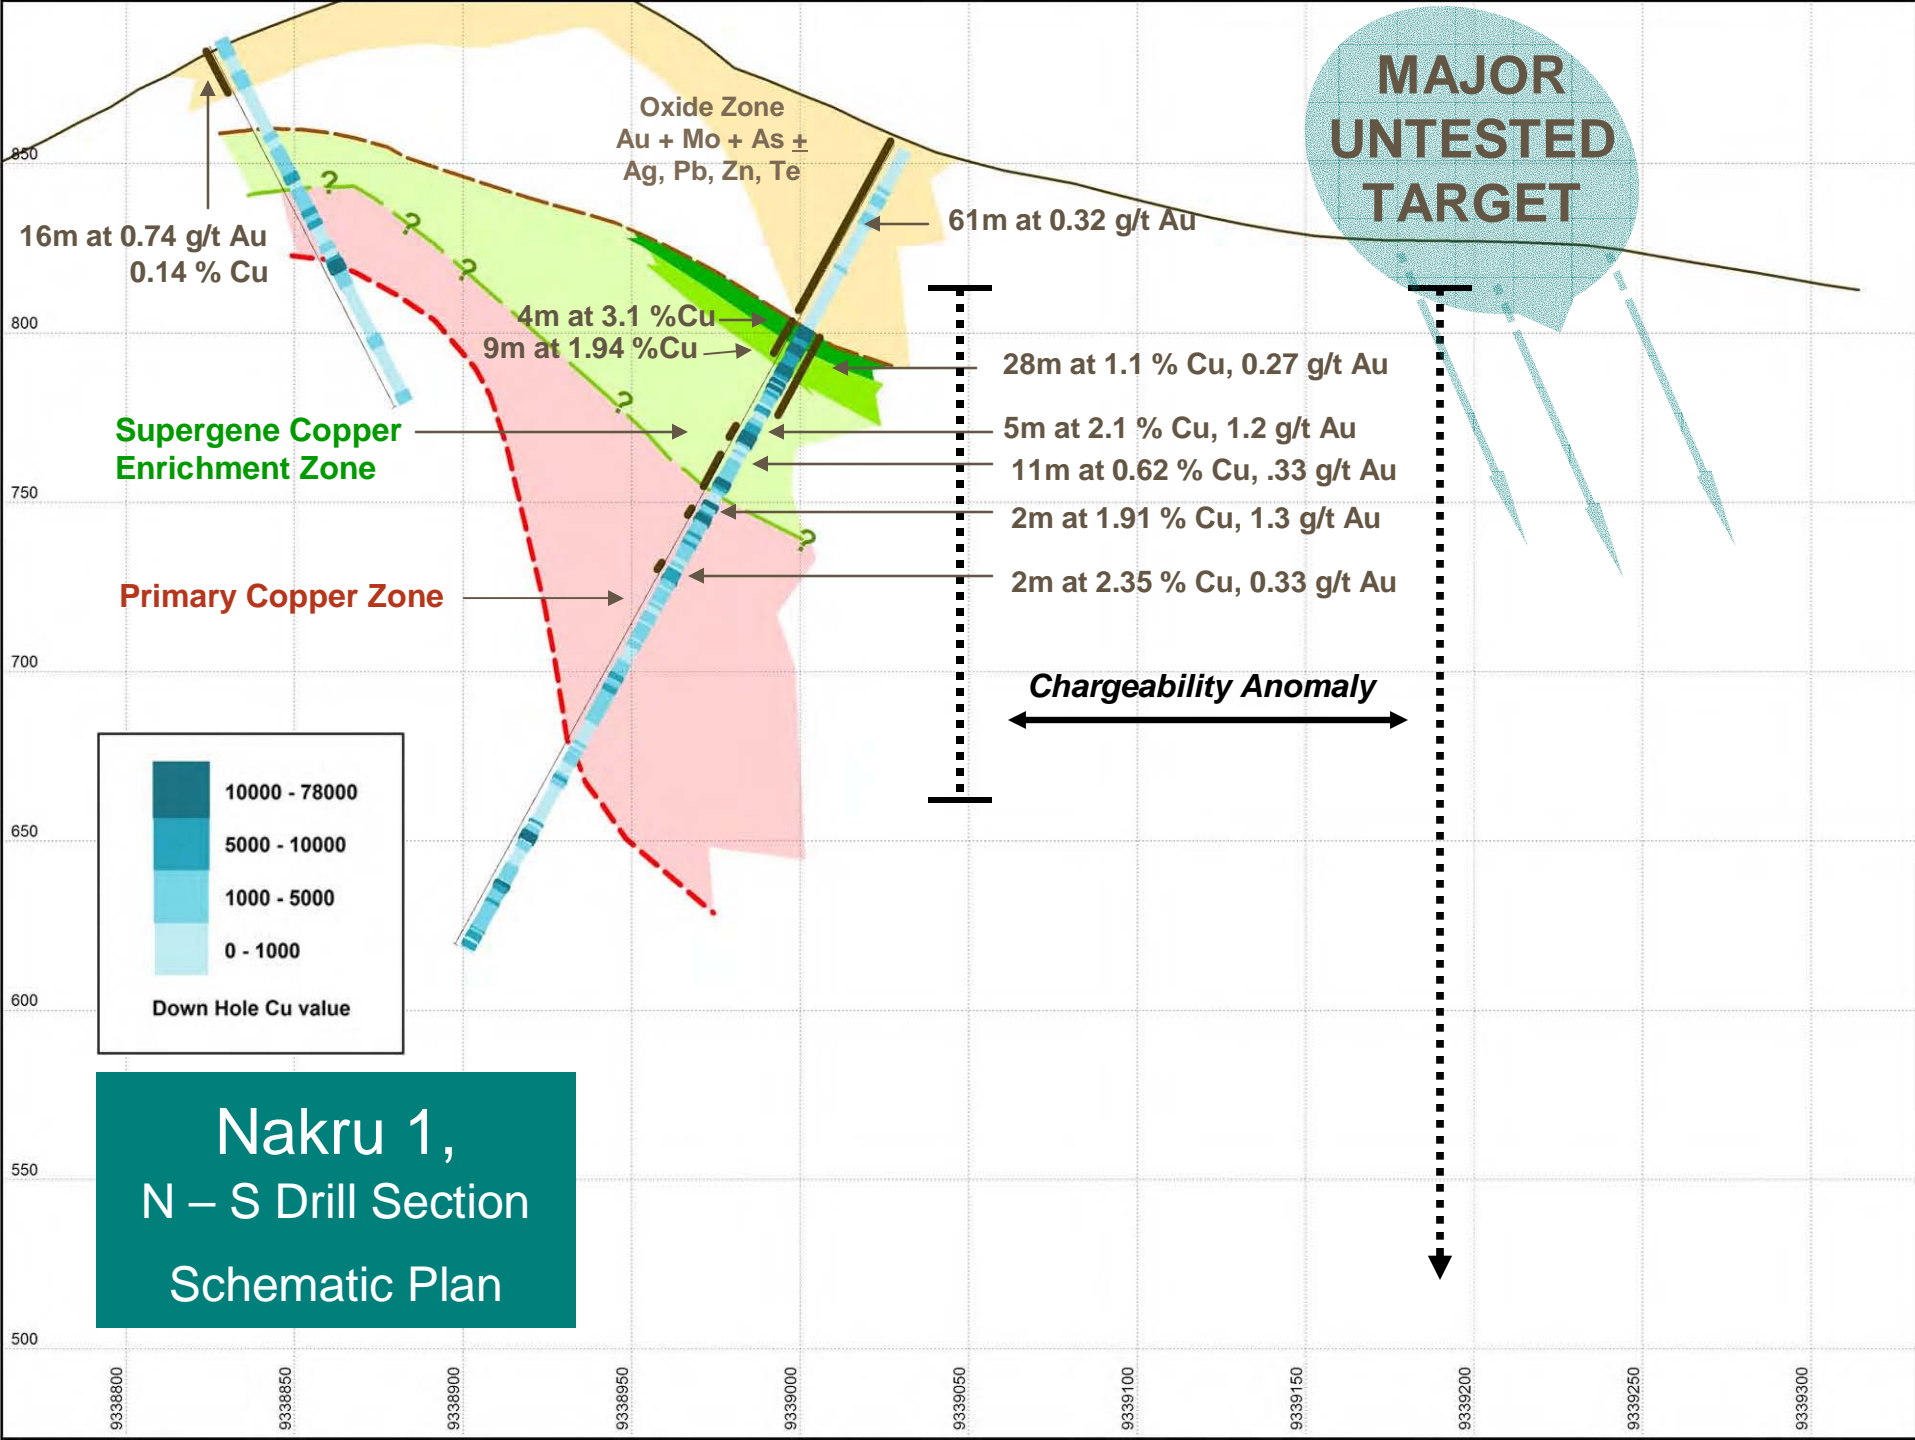 MAJOR
UNTESTED
TARGET
Oxide Zone
Au + Mo + As +
Ag, Pb, Zn, Te
850
16m at 0.74 g/t Au
0.14 % Cu
61m at 0.32 g/t Au
800
4m at 3.1 %Cu
9m at 1.94 %Cu
28m at 1.1 % Cu, 0.27 g/t Au
5m at 2.1 % Cu, 1.2 g/t Au
11m at 0.62 % Cu, .33 g/t Au
2m at 1.91 % Cu, 1.3 g/t Au
2m at 2.35 % Cu, 0.33 g/t Au
?
?
?
?
?
Supergene Copper
Enrichment Zone
750
Primary Copper Zone
700
Chargeability Anomaly
10000 - 78000
5000 - 10000
1000 - 5000
0 - 1000
Down Hole Cu value
650
600
Nakru 1,
N – S Drill Section
Schematic Plan
550
500
9338800
9338850
9338900
9338950
9339000
9339050
9339100
9339150
9339200
9339250
9339300